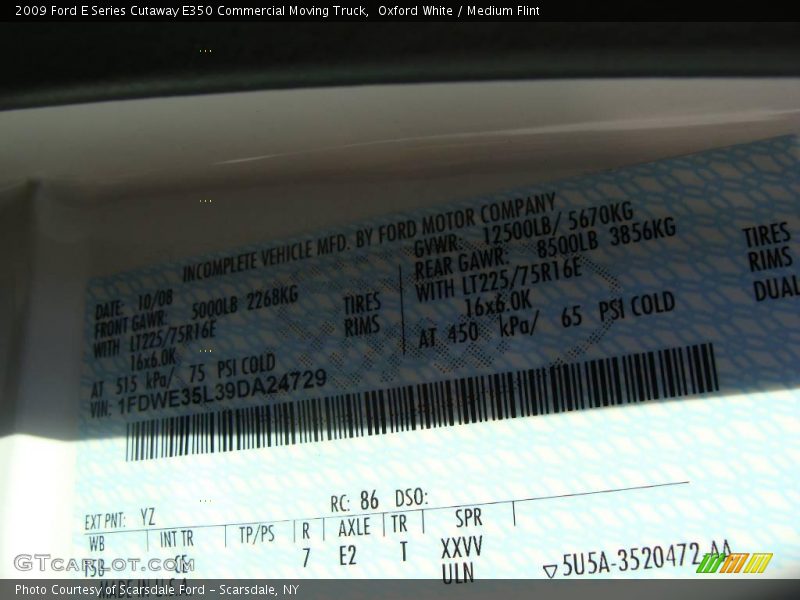 2009 Ford E Series Cutaway E350 Commercial Moving Truck,  Oxford White / Medium Flint
INCOMPLETE VEHICLE MFD. BY FORD MOTOR COMPANY
DATE: 10/08 GVWR: 12500LB/ 5670KG
FRONT GAWR: 5000LB 2268KG REAR GAWR: 8500LB 3856KG
WITH LT225/75R16E TIRES WITH LT225/75R16E TIRES
16x6.0K RIMS 16x6.0K RIMS
AT 515 kPa/ 75 PSI COLD AT 450 kPa/ 65 PSI COLD DUAL
VIN: 1FDWE35L39DA24729
EXT PNT: YZ RC: 86 DSO:
WB INT TR TP/PS R AXLE TR SPR
CE 7 E2 T XXVV
ULN ▽5U5A-3520472-AA
MADE IN U.S.A.
GTCarLot.com
Photo Courtesy of Scarsdale Ford – Scarsdale, NY